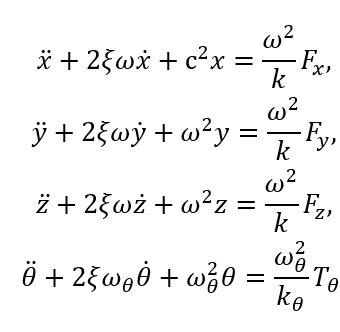 ẍ + 2ξωẋ + c²x = ω²/k Fₓ,
ÿ + 2ξωẏ + ω²y = ω²/k F_y,
z̈ + 2ξωż + ω²z = ω²/k F_z,
θ̈ + 2ξω_θθ̇ + ω_θ²θ = ω_θ²/k_θ T_θ